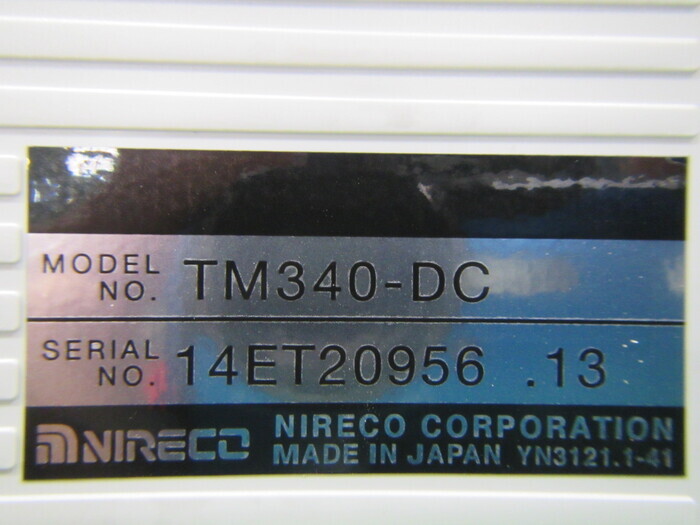 MODEL NO. TM340-DC
SERIAL NO. 14ET20956 .13
NIRECO NIRECO CORPORATION
MADE IN JAPAN YN3121.1-41